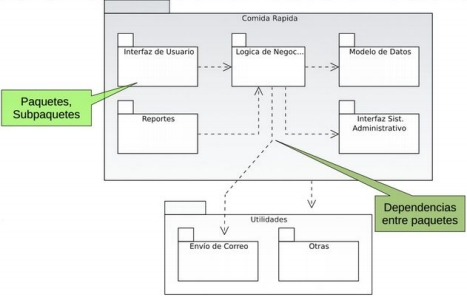 Comida Rapida
Interfaz de Usuario
Logica de Negoc...
Modelo de Datos
Paquetes,
Subpaquetes
Reportes
Interfaz Sist.
Administrativo
Dependencias
entre paquetes
Utilidades
Envío de Correo
Otras